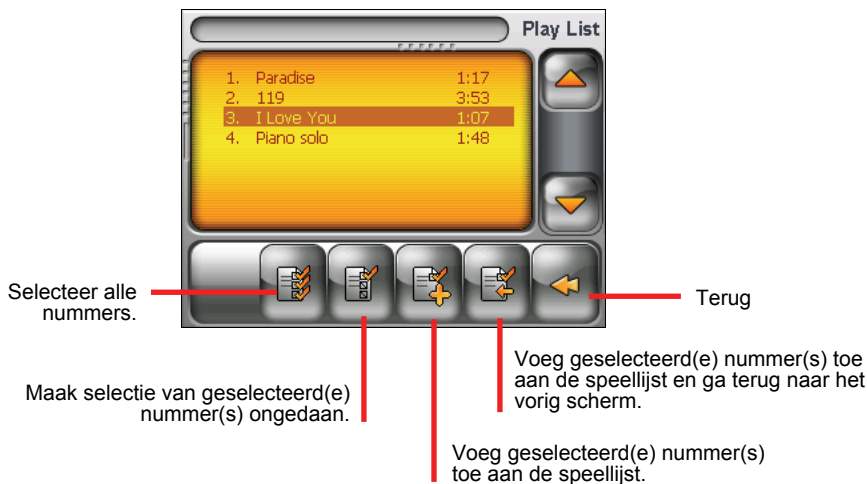 Play List
1. Paradise 1:17
2. 119 3:53
3. I Love You 1:07
4. Piano solo 1:48
Selecteer alle
nummers.
Terug
Maak selectie van geselecteerd(e)
nummer(s) ongedaan.
Voeg geselecteerd(e) nummer(s) toe
aan de speellijst en ga terug naar het
vorig scherm.
Voeg geselecteerd(e) nummer(s)
toe aan de speellijst.